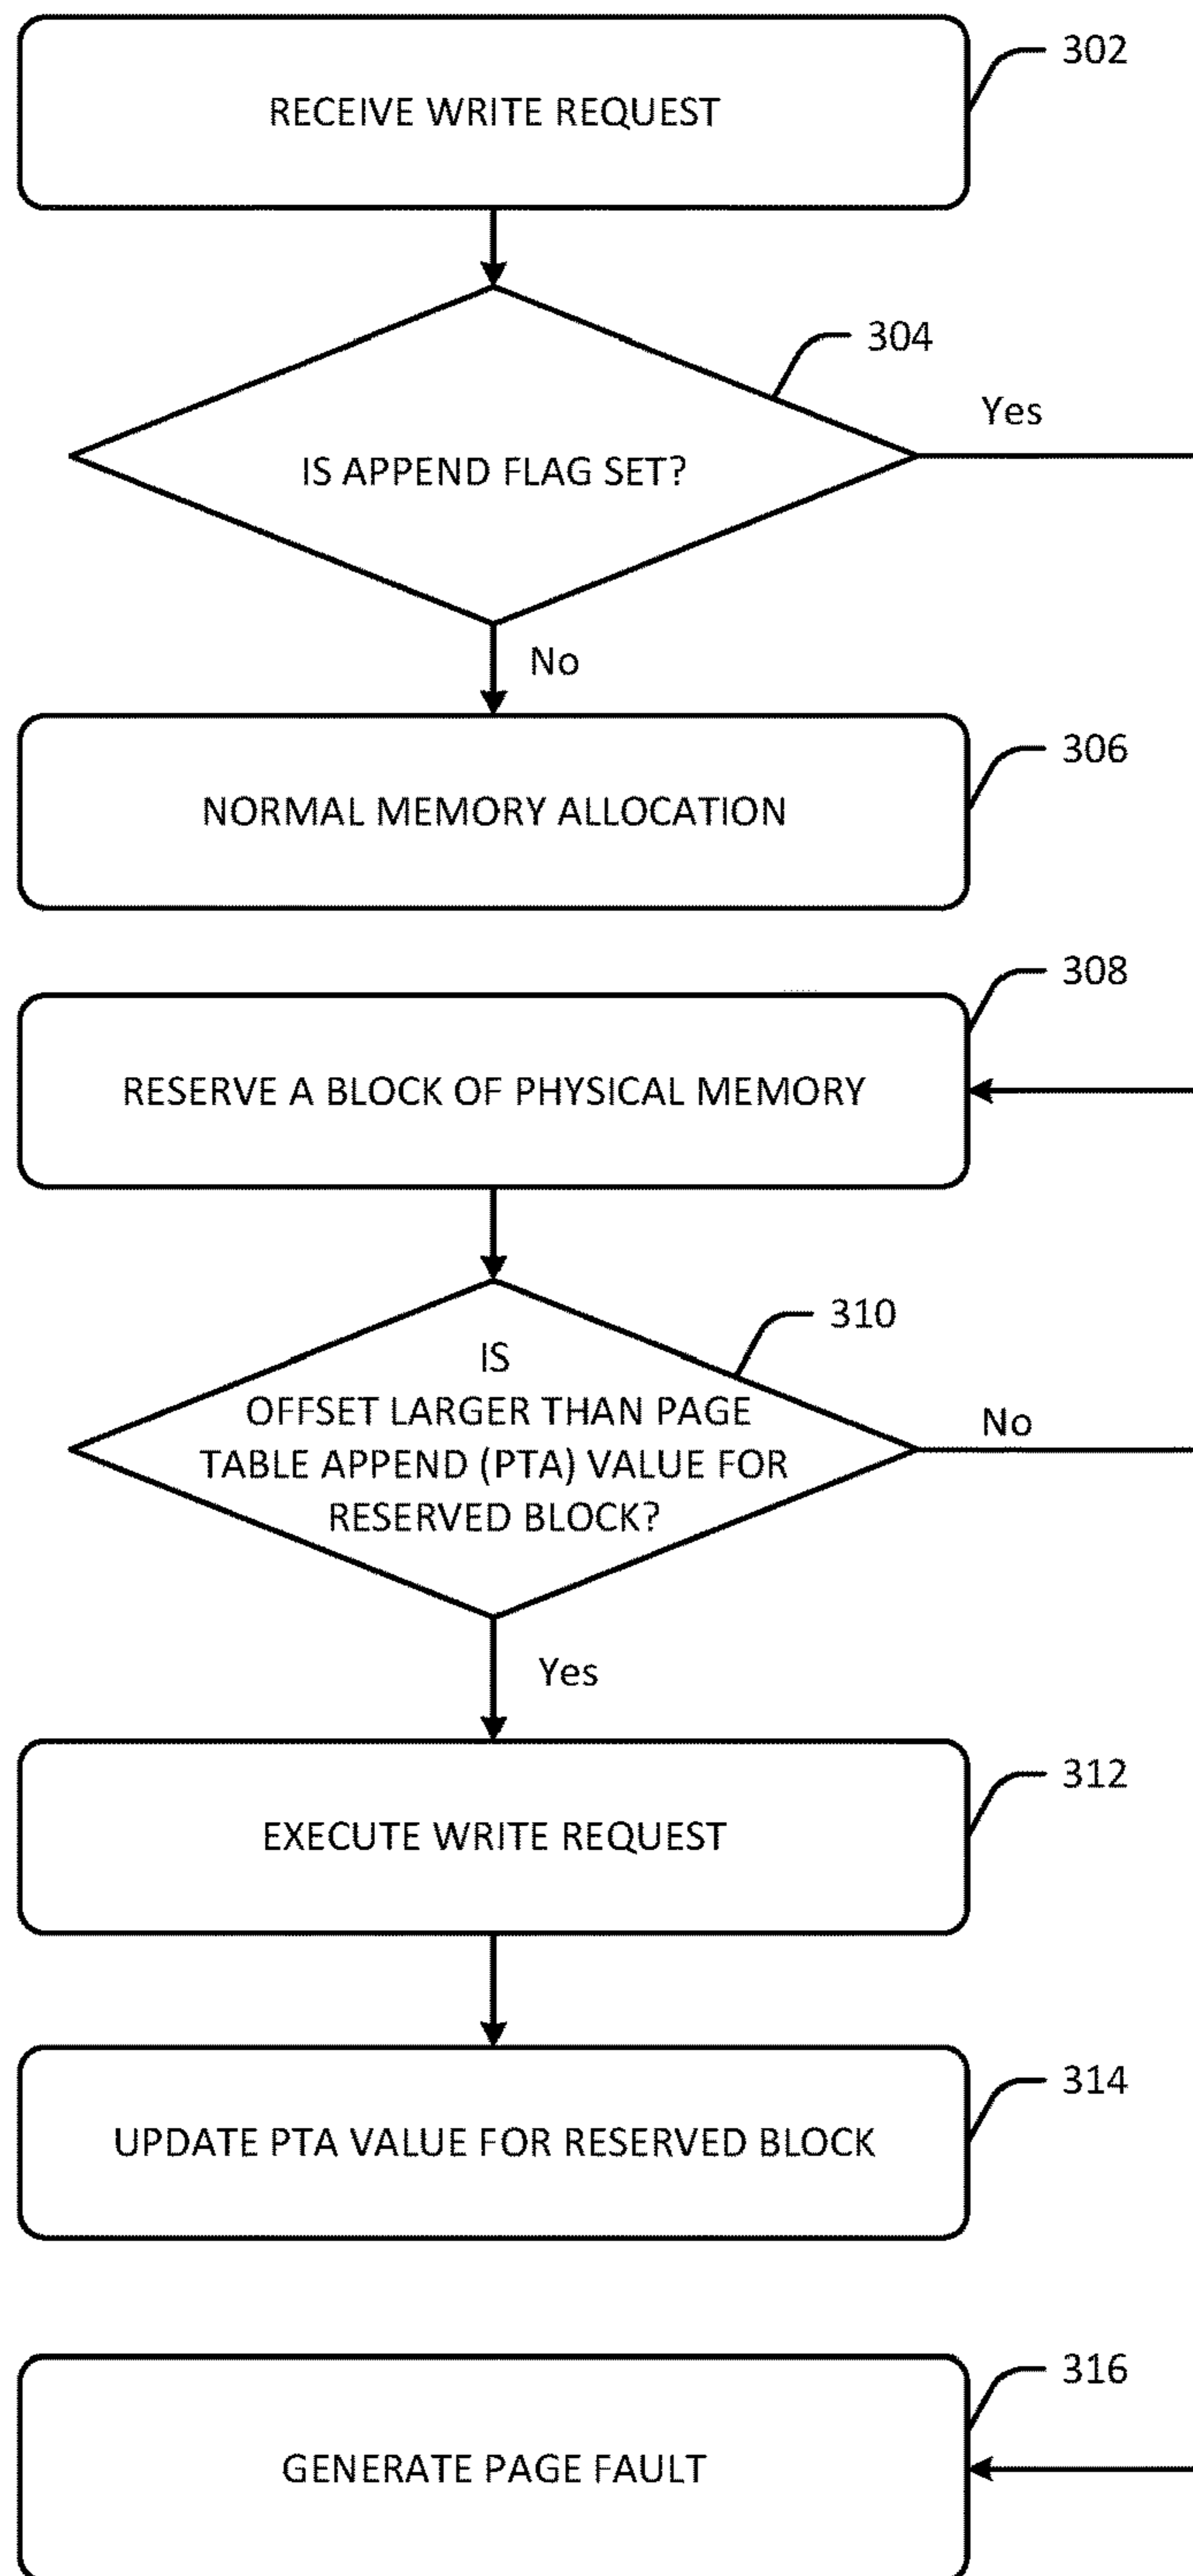 302
RECEIVE WRITE REQUEST
304
Yes
IS APPEND FLAG SET?
No
306
NORMAL MEMORY ALLOCATION
308
RESERVE A BLOCK OF PHYSICAL MEMORY
310
IS
OFFSET LARGER THAN PAGE
No
TABLE APPEND (PTA) VALUE FOR
RESERVED BLOCK?
Yes
312
EXECUTE WRITE REQUEST
314
UPDATE PTA VALUE FOR RESERVED BLOCK
316
GENERATE PAGE FAULT